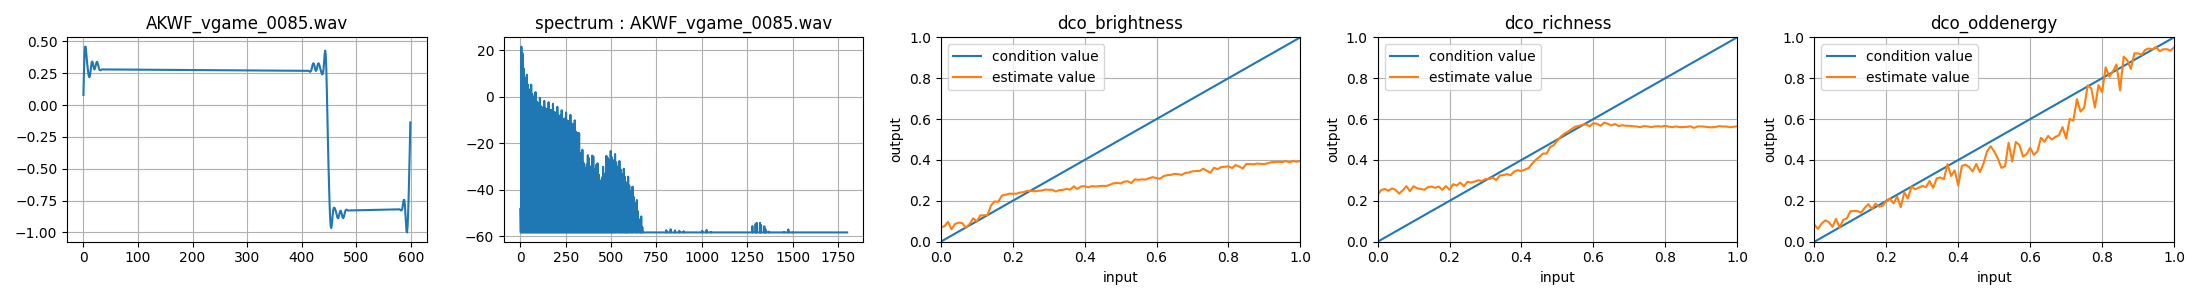 AKWF_vgame_0085.wav
0.50
0.25
0.00
−0.25
−0.50
−0.75
−1.00
0 100 200 300 400 500 600
spectrum : AKWF_vgame_0085.wav
20
0
−20
−40
−60
0 250 500 750 1000 1250 1500 1750
dco_brightness
condition value
estimate value
output
1.0
0.8
0.6
0.4
0.2
0.0
0.0 0.2 0.4 0.6 0.8 1.0
input
dco_richness
condition value
estimate value
output
1.0
0.8
0.6
0.4
0.2
0.0
0.0 0.2 0.4 0.6 0.8 1.0
input
dco_oddenergy
condition value
estimate value
output
1.0
0.8
0.6
0.4
0.2
0.0
0.0 0.2 0.4 0.6 0.8 1.0
input